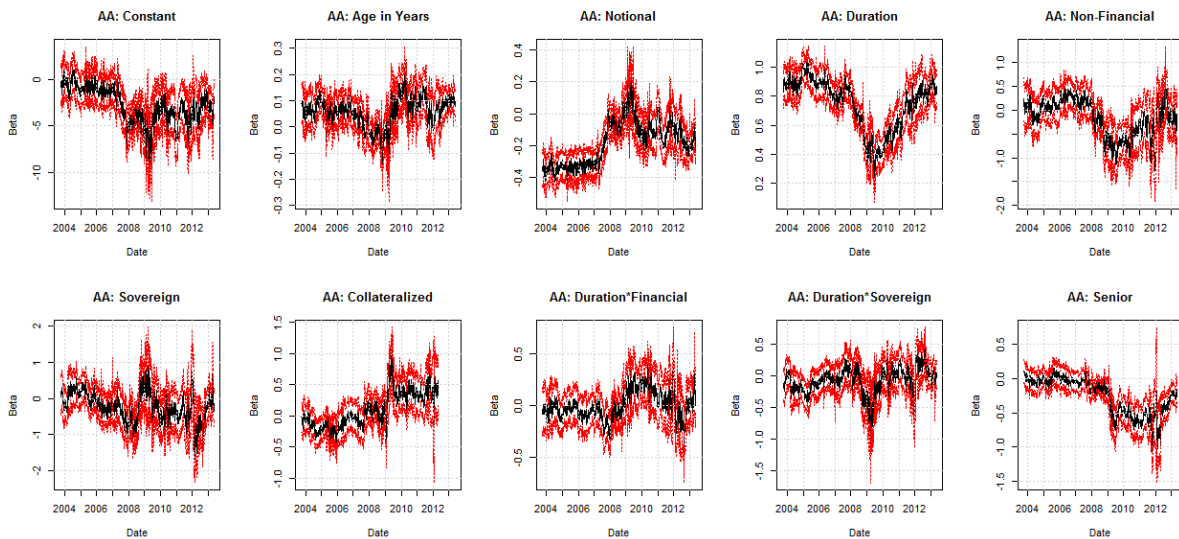 AA: Constant
AA: Age in Years
AA: Notional
AA: Duration
AA: Non-Financial
Beta
0
-5
-10
2004 2006 2008 2010 2012
Date
Beta
0.3
0.2
0.1
0.0
-0.1
-0.2
-0.3
2004 2006 2008 2010 2012
Date
Beta
0.4
0.2
0.0
-0.2
-0.4
2004 2006 2008 2010 2012
Date
Beta
1.0
0.8
0.6
0.4
0.2
2004 2006 2008 2010 2012
Date
Beta
1.0
0.0
-1.0
-2.0
2004 2006 2008 2010 2012
Date
AA: Sovereign
AA: Collateralized
AA: Duration*Financial
AA: Duration*Sovereign
AA: Senior
Beta
2
1
0
-1
-2
2004 2006 2008 2010 2012
Date
Beta
1.5
1.0
0.5
0.0
-0.5
-1.0
2004 2006 2008 2010 2012
Date
Beta
0.5
0.0
-0.5
2004 2006 2008 2010 2012
Date
Beta
0.5
0.0
-0.5
-1.0
-1.5
2004 2006 2008 2010 2012
Date
Beta
0.5
0.0
-0.5
-1.0
-1.5
2004 2006 2008 2010 2012
Date